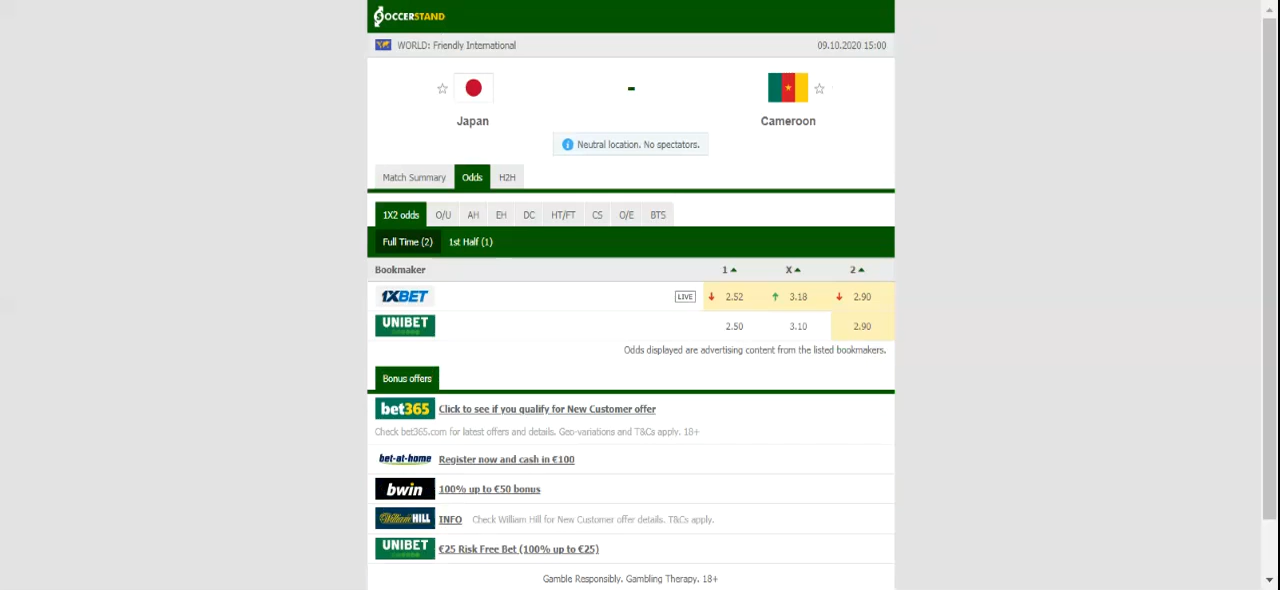 SOCCERSTAND
WORLD: Friendly International 09.10.2020 15:00
-
Japan Cameroon
Neutral location. No spectators.
Match Summary Odds H2H
1X2 odds O/U AH EH DC HT/FT CS O/E BTS
Full Time (2) 1st Half (1)
Bookmaker 1 X 2
1XBET LIVE 2.52 3.18 2.90
UNIBET 2.50 3.10 2.90
Odds displayed are advertising content from the listed bookmakers.
Bonus offers
bet365 Click to see if you qualify for New Customer offer
Check bet365.com for latest offers and details. Geo-variations and T&Cs apply. 18+
bet-at-home Register now and cash in €100
bwin 100% up to €50 bonus
William HILL INFO Check William Hill for New Customer offer details. T&Cs apply.
UNIBET €25 Risk Free Bet (100% up to €25)
Gamble Responsibly. Gambling Therapy. 18+